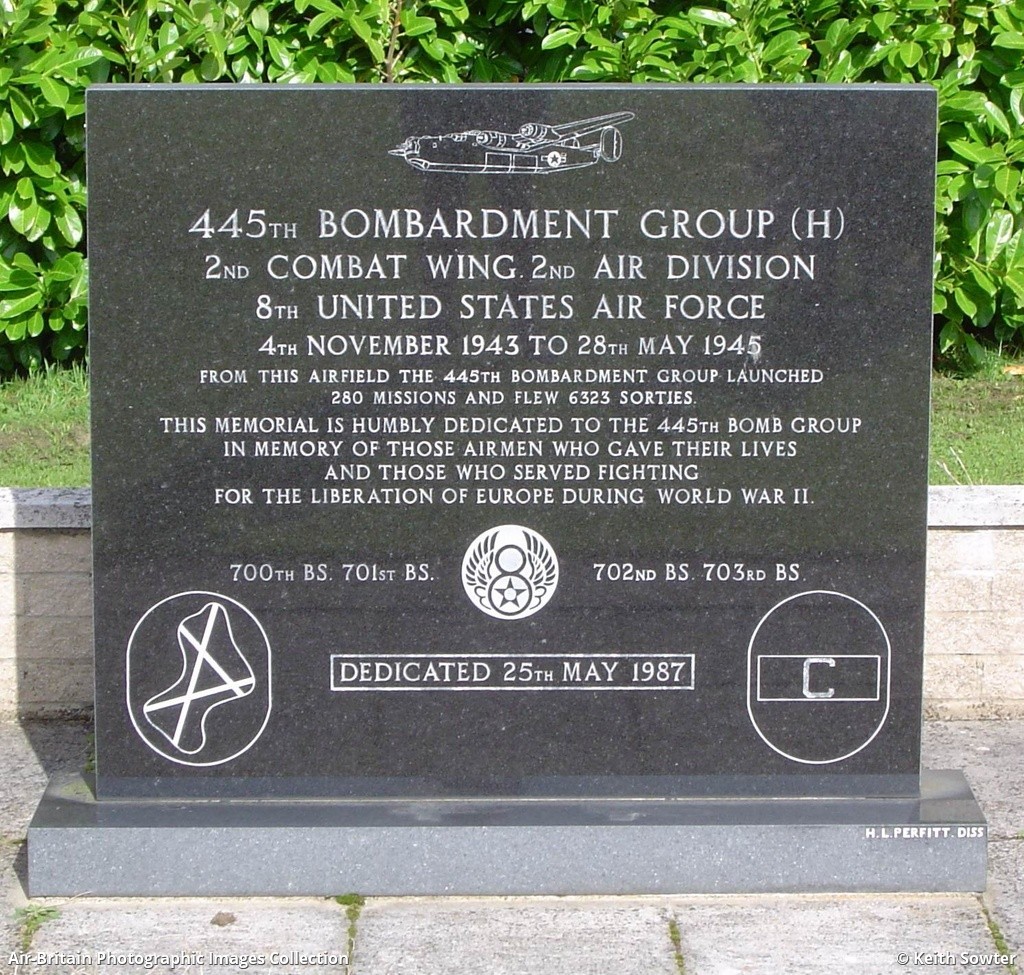 445TH BOMBARDMENT GROUP (H)
2ND COMBAT WING. 2ND AIR DIVISION
8TH UNITED STATES AIR FORCE
4TH NOVEMBER 1943 TO 28TH MAY 1945
FROM THIS AIRFIELD THE 445TH BOMBARDMENT GROUP LAUNCHED
280 MISSIONS AND FLEW 6323 SORTIES.
THIS MEMORIAL IS HUMBLY DEDICATED TO THE 445TH BOMB GROUP
IN MEMORY OF THOSE AIRMEN WHO GAVE THEIR LIVES
AND THOSE WHO SERVED FIGHTING
FOR THE LIBERATION OF EUROPE DURING WORLD WAR II.
700TH BS. 701ST BS. 702ND BS. 703RD BS.
8
C
DEDICATED 25TH MAY 1987
H.L.PERFITT. DISS
Air-Britain Photographic Images Collection
© Keith Sowter